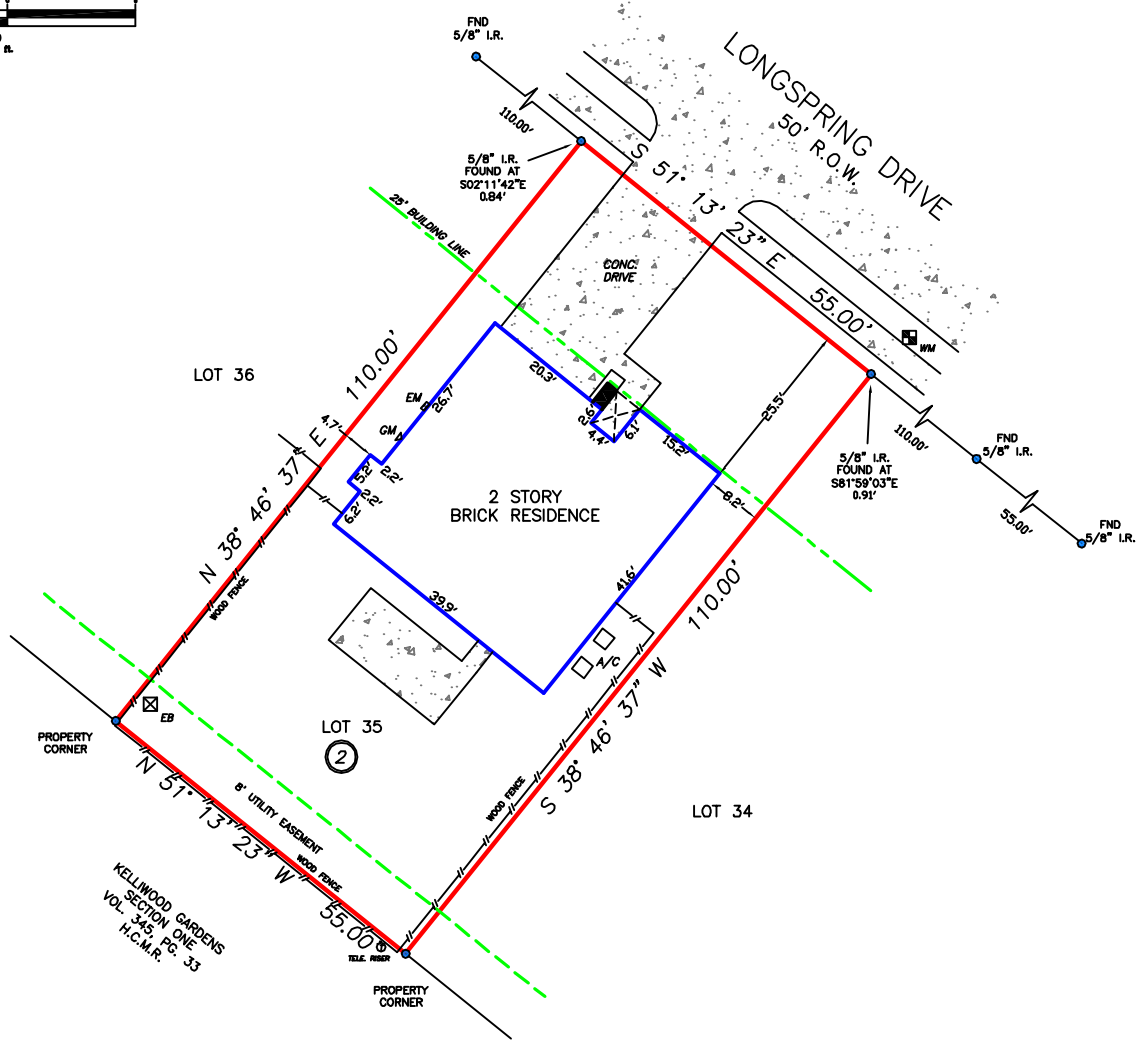 ft.
FND
5/8" I.R.
110.00'
LONGSPRING DRIVE
50' R.O.W.
5/8" I.R.
FOUND AT
S02°11'42"E
0.84'
S 51° 13' 23" E 55.00'
25' BUILDING LINE
CONC.
DRIVE
WM
LOT 36
N 38° 46' 37" E 110.00'
20.3'
EM
26.7'
GM
4.7'
2.2'
5.2'
2.2'
6.2'
2.6'
4.4'
6.1'
15.2'
25.5'
8.2'
110.00'
FND
5/8" I.R.
5/8" I.R.
FOUND AT
S81°59'03"E
0.91'
55.00'
FND
5/8" I.R.
2 STORY
BRICK RESIDENCE
WOOD FENCE
39.9'
41.6'
A/C
S 38° 46' 37" W 110.00'
EB
PROPERTY
CORNER
LOT 35
2
WOOD FENCE
LOT 34
8' UTILITY EASEMENT
N 51° 13' 23" W 55.00'
WOOD FENCE
TELE. RISER
KELLIWOOD GARDENS
SECTION ONE
VOL. 345, PG. 33
H.C.M.R.
PROPERTY
CORNER